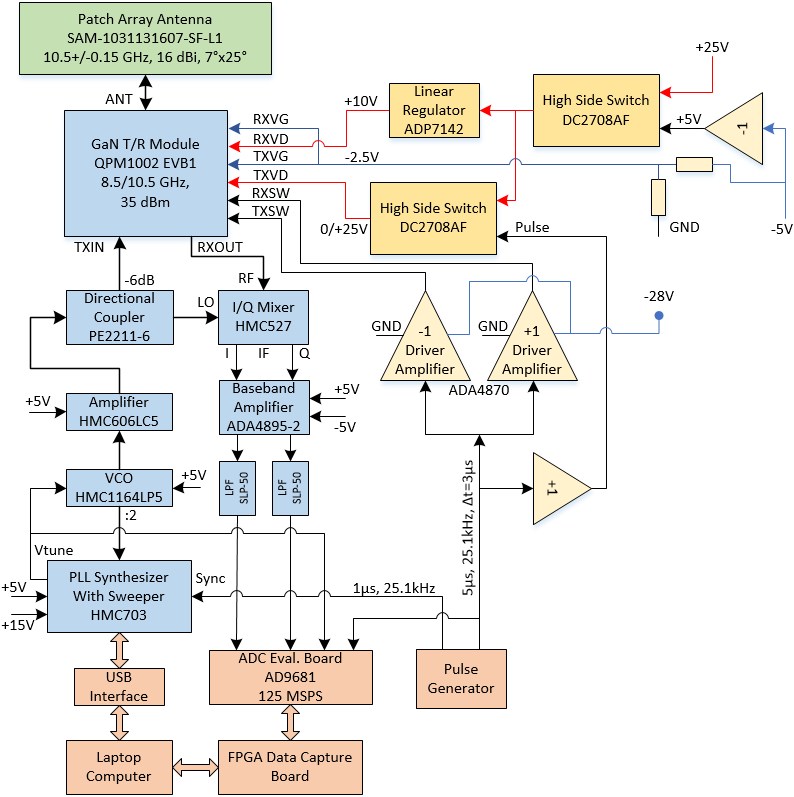 Patch Array Antenna
SAM-1031131607-SF-L1
10.5+/-0.15 GHz, 16 dBi, 7°x25°
ANT
GaN T/R Module
QPM1002 EVB1
8.5/10.5 GHz,
35 dBm
RXVG
RXVD
TXVG
TXVD
RXSW
TXSW
TXIN
RXOUT
+10V
-2.5V
0/+25V
Linear
Regulator
ADP7142
High Side Switch
DC2708AF
+25V
+5V
-1
-5V
GND
High Side Switch
DC2708AF
Pulse
-6dB
Directional
Coupler
PE2211-6
LO
RF
I/Q Mixer
HMC527
I
IF
Q
-28V
GND
-1
Driver
Amplifier
GND
+1
Driver
Amplifier
ADA4870
+5V
Amplifier
HMC606LC5
Baseband
Amplifier
ADA4895-2
+5V
-5V
VCO
HMC1164LP5
+5V
:2
LPF
SLP-50
LPF
SLP-50
+1
5µs, 25.1kHz, Δt=3µs
Vtune
PLL Synthesizer
With Sweeper
HMC703
+5V
+15V
Sync
1µs, 25.1kHz
USB
Interface
ADC Eval. Board
AD9681
125 MSPS
Pulse
Generator
Laptop
Computer
FPGA Data Capture
Board